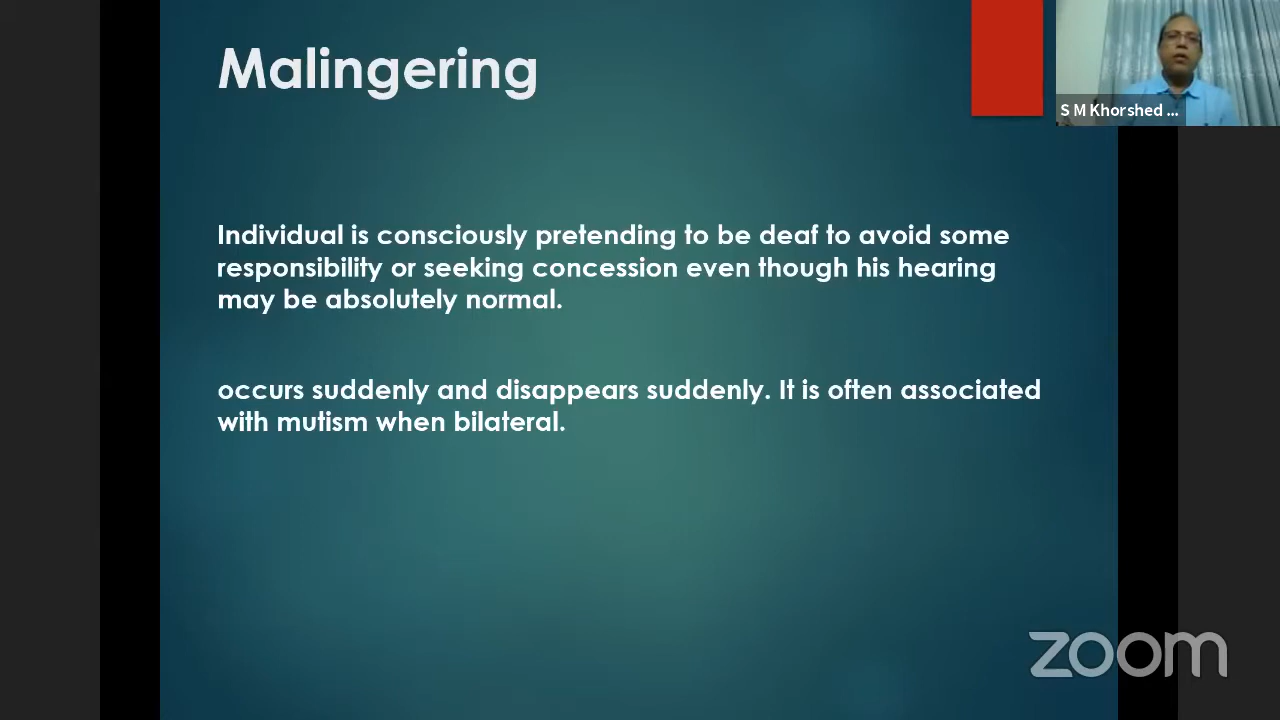 Malingering
S M Khorshed ...
Individual is consciously pretending to be deaf to avoid some
responsibility or seeking concession even though his hearing
may be absolutely normal.
occurs suddenly and disappears suddenly. It is often associated
with mutism when bilateral.
zoom